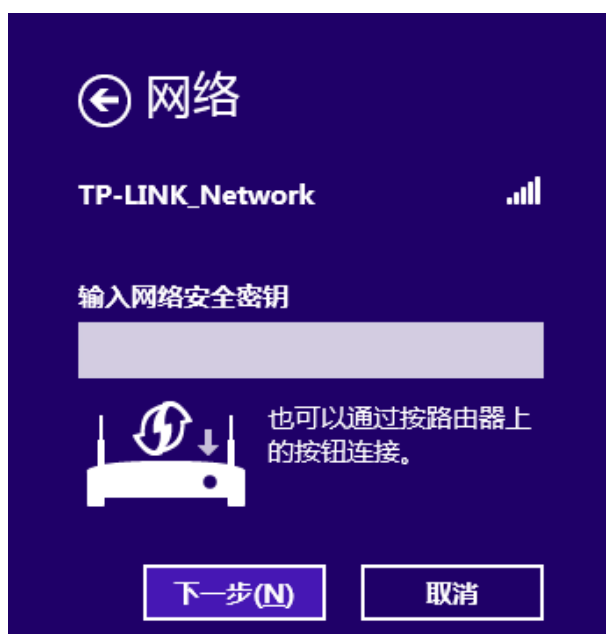 网络
TP-LINK_Network
输入网络安全密钥
也可以通过按路由器上
的按钮连接。
下一步(N)
取消